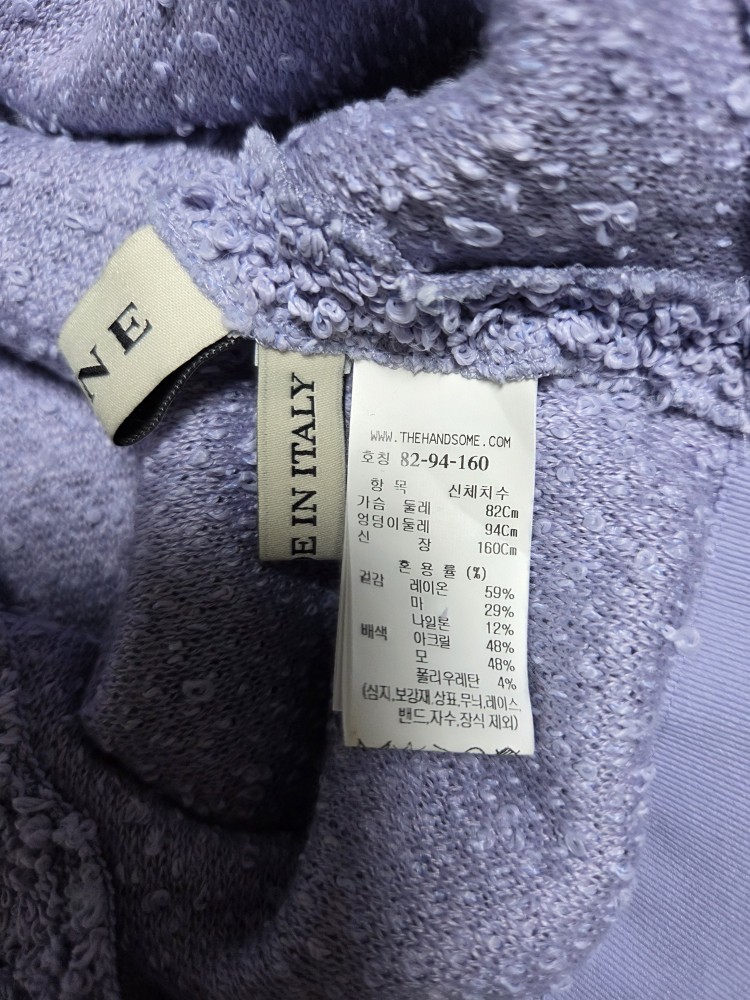 NE
E IN ITALY
WWW.THEHANDSOME.COM
호칭 82-94-160
항 목 신체치수
가슴 둘레 82Cm
엉덩이둘레 94Cm
신 장 160Cm
혼 용 률 (%)
겉감 레이온 59%
마 29%
나일론 12%
배색 아크릴 48%
모 48%
폴리우레탄 4%
(심지,보강재,상표,무늬,레이스,
밴드,자수,장식 제외)